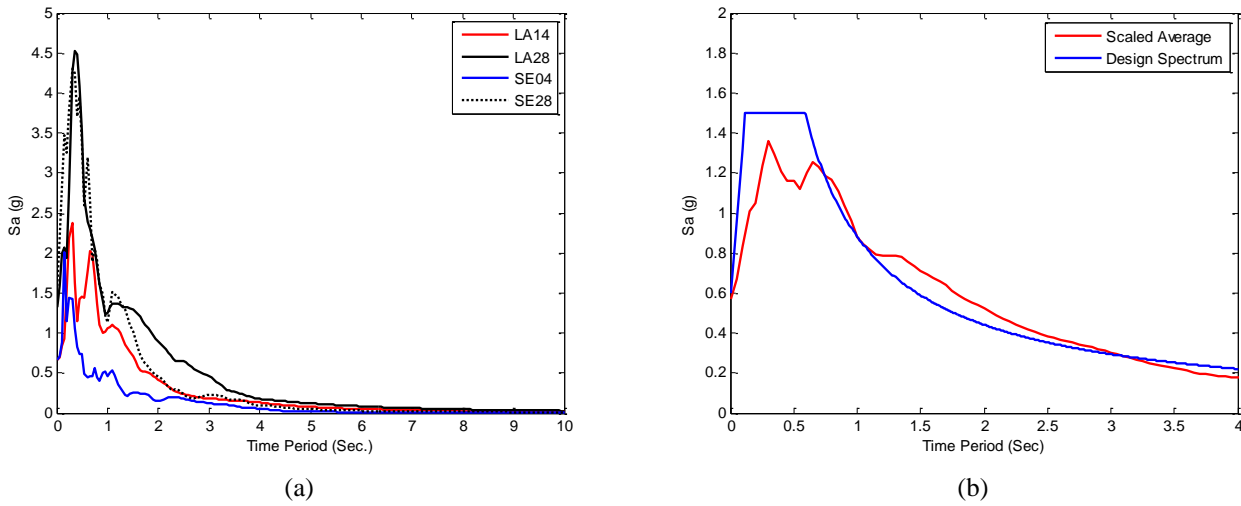 5
4.5
4
3.5
3
2.5
2
1.5
1
0.5
0
Sa (g)
LA14
LA28
SE04
SE28
0 1 2 3 4 5 6 7 8 9 10
Time Period (Sec.)
(a)
2
1.8
1.6
1.4
1.2
1
0.8
0.6
0.4
0.2
0
Sa (g)
Scaled Average
Design Spectrum
0 0.5 1 1.5 2 2.5 3 3.5 4
Time Period (Sec)
(b)